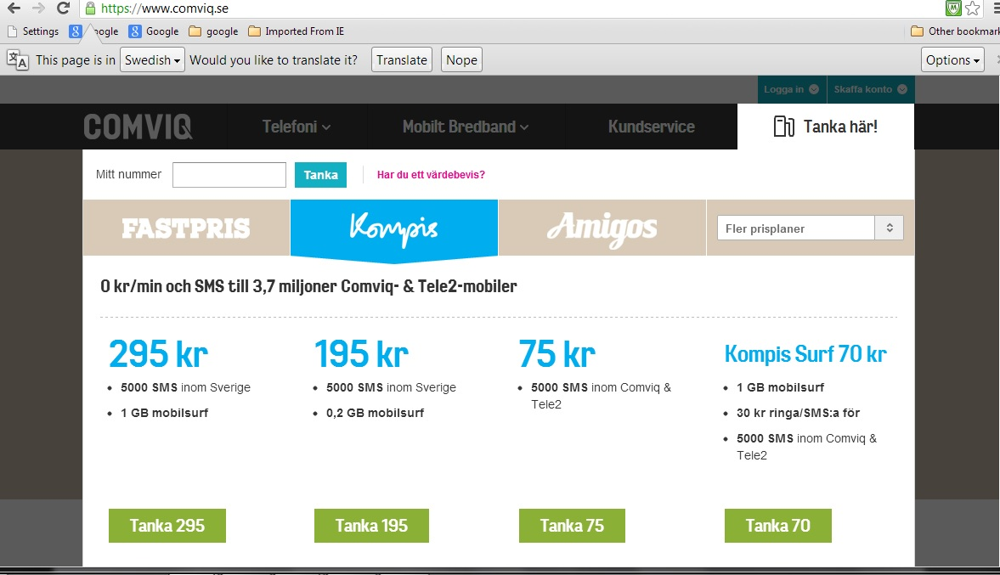 https://www.comviq.se
Settings
Google
google
Imported From IE
Other bookmark
This page is in Swedish Would you like to translate it? Translate Nope Options
Logga in Skaffa konto
COMVIQ Telefoni Mobilt Bredband Kundservice Tanka här!
Mitt nummer Tanka Har du ett värdebevis?
FASTPRIS Kompis Amigos Fler prisplaner
0 kr/min och SMS till 3,7 miljoner Comviq- & Tele2-mobiler
295 kr
5000 SMS inom Sverige
1 GB mobilsurf
195 kr
5000 SMS inom Sverige
0,2 GB mobilsurf
75 kr
5000 SMS inom Comviq &
Tele2
Kompis Surf 70 kr
1 GB mobilsurf
30 kr ringa/SMS:a för
5000 SMS inom Comviq &
Tele2
Tanka 295 Tanka 195 Tanka 75 Tanka 70